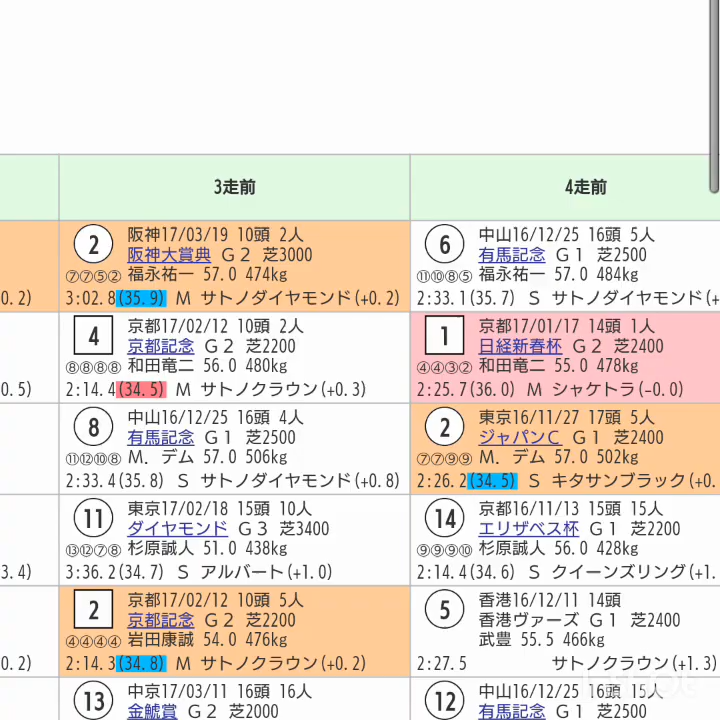 3走前
4走前
0.2)
2
阪神17/03/19 10頭 2人
阪神大賞典 G2 芝3000
⑦⑦⑤② 福永祐一 57.0 474kg
3:02.8(35.9) M サトノダイヤモンド(+0.2)
6
中山16/12/25 16頭 5人
有馬記念 G1 芝2500
⑪⑩⑧⑤ 福永祐一 57.0 484kg
2:33.1(35.7) S サトノダイヤモンド(+
0.5)
4
京都17/02/12 10頭 2人
京都記念 G2 芝2200
⑧⑧⑧⑧ 和田竜二 56.0 480kg
2:14.4(34.5) M サトノクラウン(+0.3)
1
京都17/01/17 14頭 1人
日経新春杯 G2 芝2400
④④③② 和田竜二 55.0 478kg
2:25.7(36.0) M シャケトラ(-0.0)
8
中山16/12/25 16頭 4人
有馬記念 G1 芝2500
⑪⑫⑩⑧ M．デム 57.0 506kg
2:33.4(35.8) S サトノダイヤモンド(+0.8)
2
東京16/11/27 17頭 5人
ジャパンC G1 芝2400
⑦⑦⑨⑨ M．デム 57.0 502kg
2:26.2(34.5) S キタサンブラック(+0.
3.4)
11
東京17/02/18 15頭 10人
ダイヤモンド G3 芝3400
⑬⑫⑦⑧ 杉原誠人 51.0 438kg
3:36.2(34.7) S アルバート(+1.0)
14
京都16/11/13 15頭 15人
エリザベス杯 G1 芝2200
⑨⑨⑨⑩ 杉原誠人 56.0 428kg
2:14.4(34.6) S クイーンズリング(+1.
0.2)
2
京都17/02/12 10頭 5人
京都記念 G2 芝2200
④④④④ 岩田康誠 54.0 476kg
2:14.3(34.8) M サトノクラウン(+0.2)
5
香港16/12/11 14頭
香港ヴァーズ G1 芝2400
武豊 55.5 466kg
2:27.5 サトノクラウン(+1.3)
13
中京17/03/11 16頭 16人
金鯱賞 G2 芝2000
12
中山16/12/25 16頭 15人
有馬記念 G1 芝2500